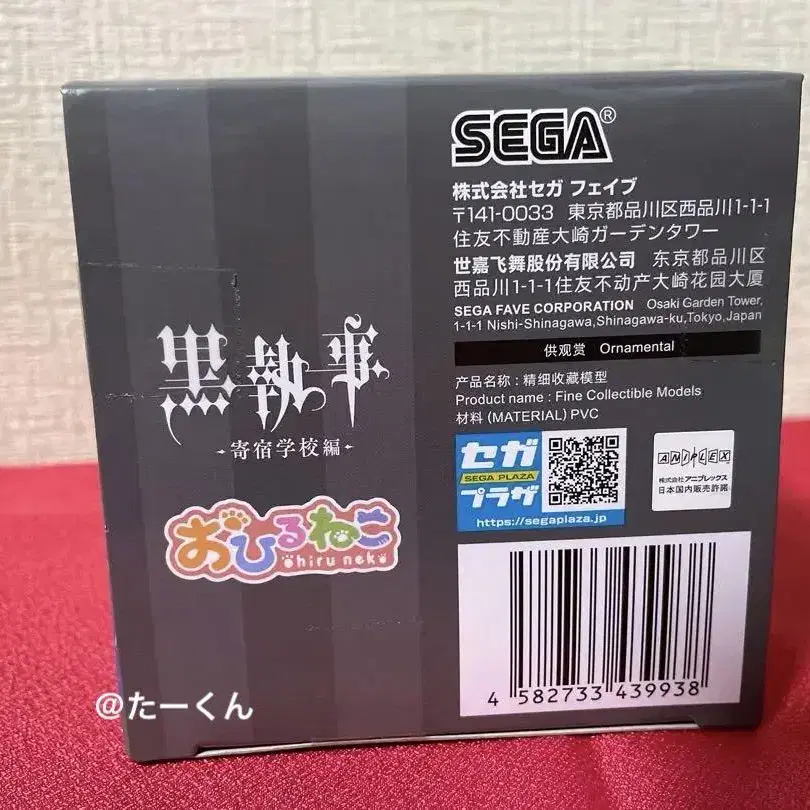 SEGA®
株式会社セガ フェイブ
〒141-0033 東京都品川区西品川1-1-1
住友不動産大崎ガーデンタワー
世嘉飞舞股份有限公司 东京都品川区
西品川1-1-1住友不动产大崎花园大厦
SEGA FAVE CORPORATION Osaki Garden Tower,
1-1-1 Nishi-Shinagawa,Shinagawa-ku,Tokyo,Japan
供观赏 Ornamental
产品名称:精细收藏模型
Product name : Fine Collectible Models
材料(MATERIAL)PVC
黒執事
寄宿学校編
おひるねこ
Ohiru neko
セガ
SEGA PLAZA
プラザ
https://segaplaza.jp
ANIPLEX
株式会社アニプレックス
日本国内販売許諾
4 582733 439938
@たーくん